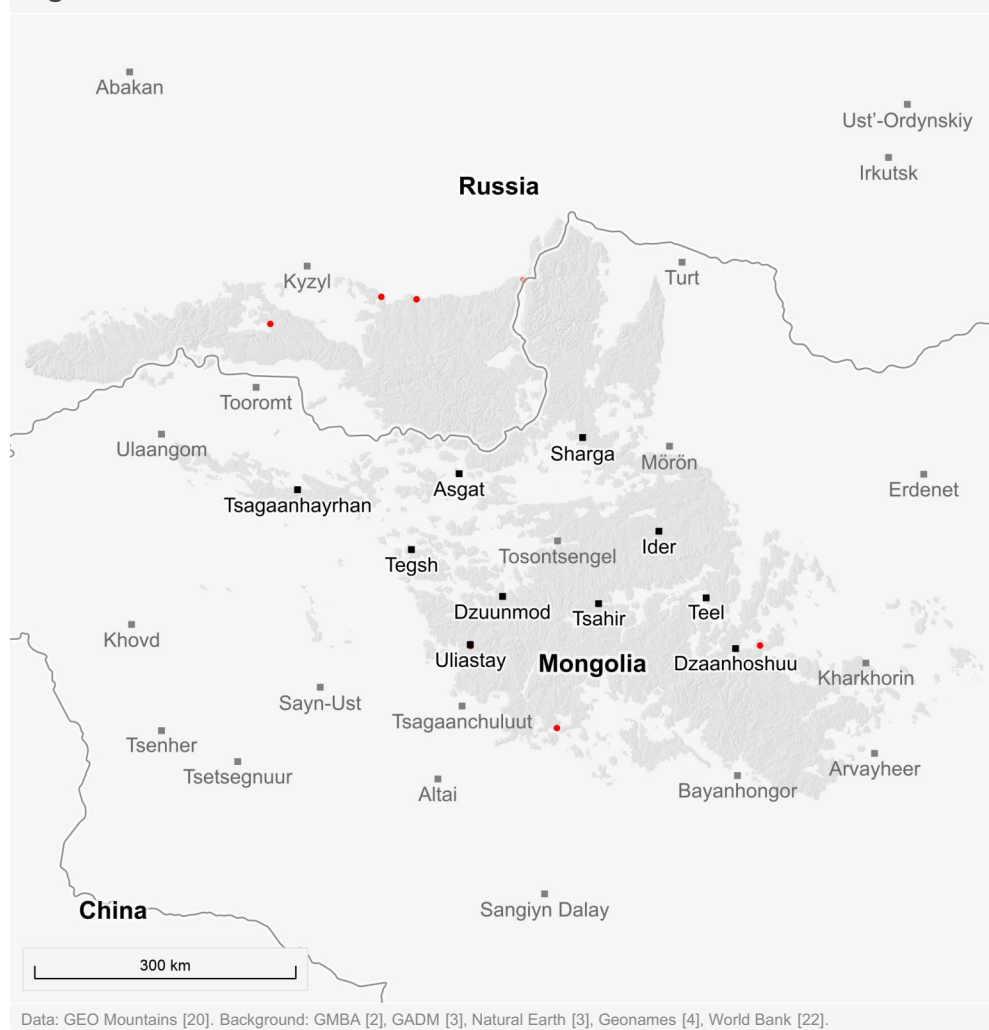 Abakan
Ust'-Ordynskiy
Irkutsk
Russia
Kyzyl
Turt
Tooromt
Ulaangom
Sharga
Mörön
Asgat
Erdenet
Tsagaanhayrhan
Ider
Tosontsengel
Tegsh
Dzuunmod
Tsahir
Teel
Khovd
Uliastay
Mongolia
Dzaanhoshuu
Kharkhorin
Sayn-Ust
Tsagaanchuluut
Tsenher
Tsetsegnuur
Arvayheer
Altai
Bayanhongor
China
Sangiyn Dalay
300 km
Data: GEO Mountains [20]. Background: GMBA [2], GADM [3], Natural Earth [3], Geonames [4], World Bank [22].